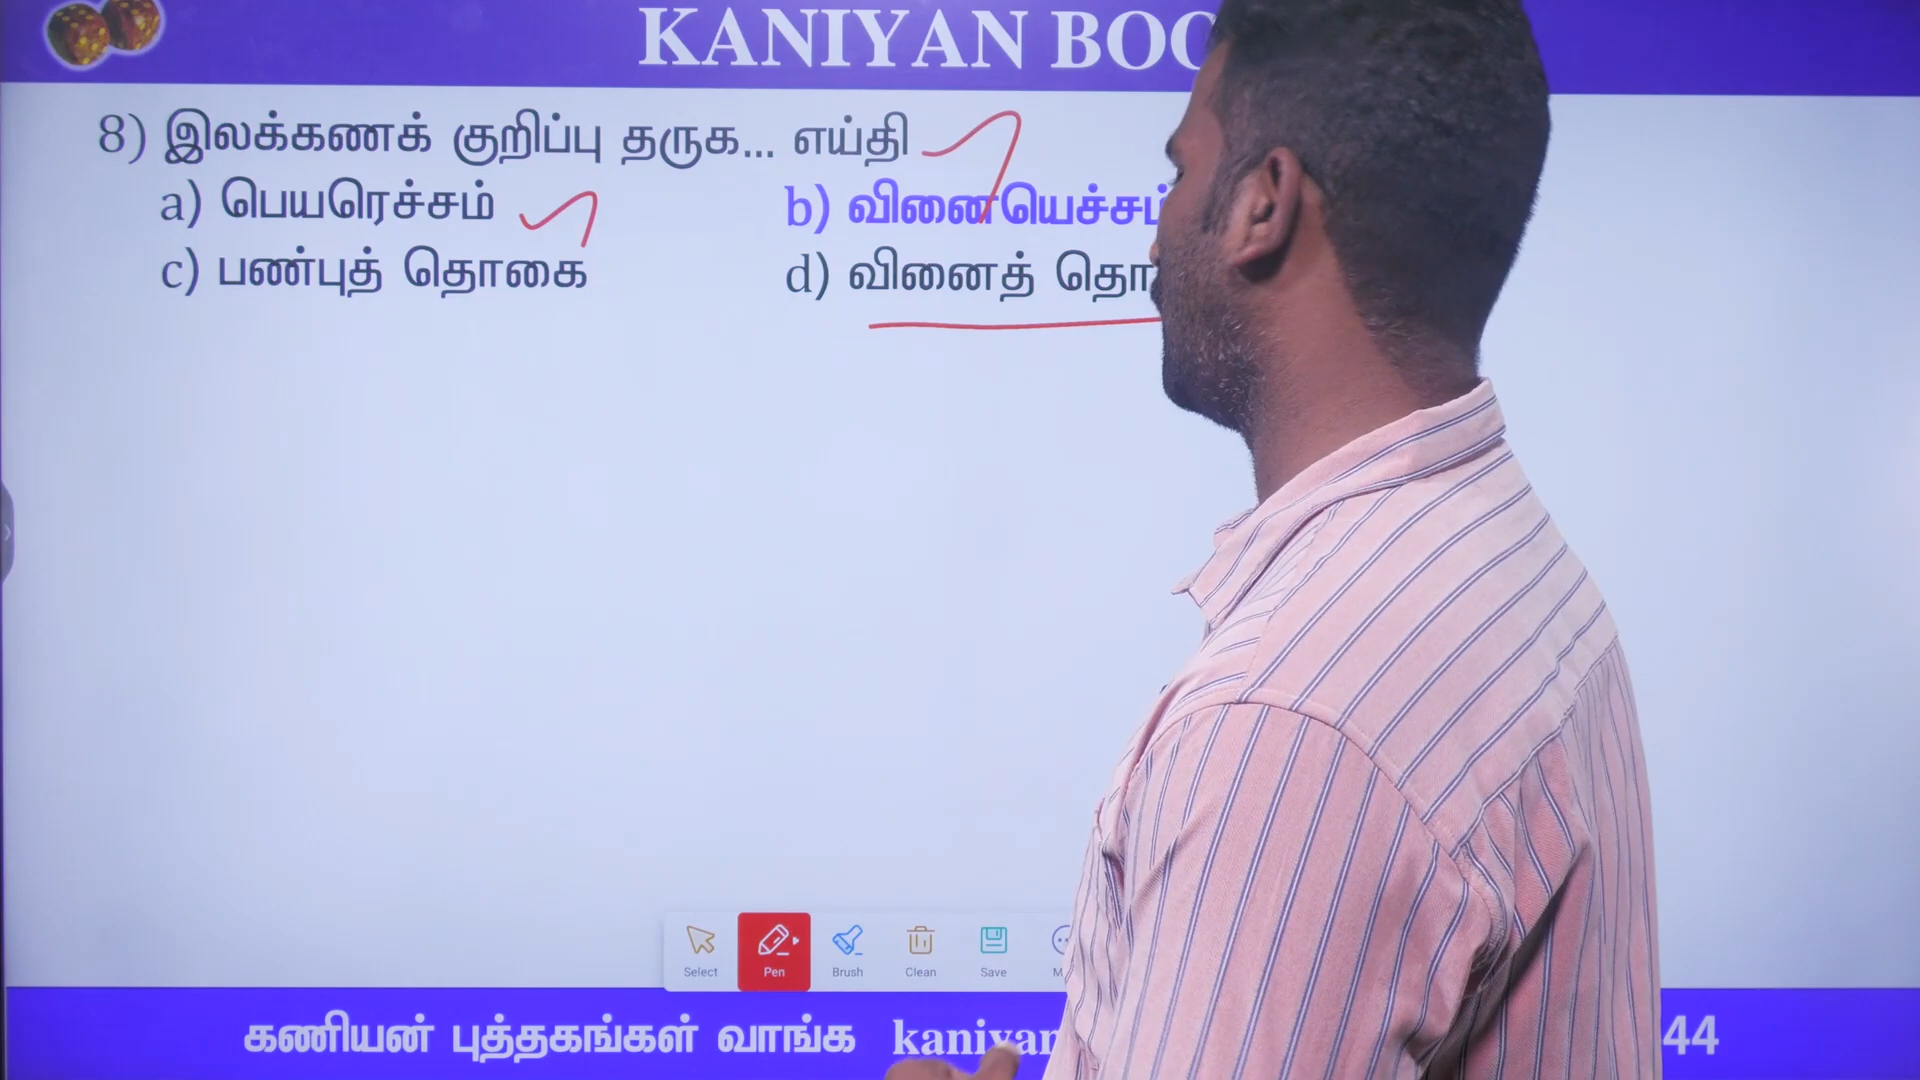 KANIYAN
8) இலக்கணக் குறிப்பு தருக... எய்தி
a) பெயரெச்சம் b) வினையெச்சம்
c) பண்புத் தொகை d) வினைத்
Select Pen Brush Clean Save
கணியன் புத்தகங்கள் வாங்க
44